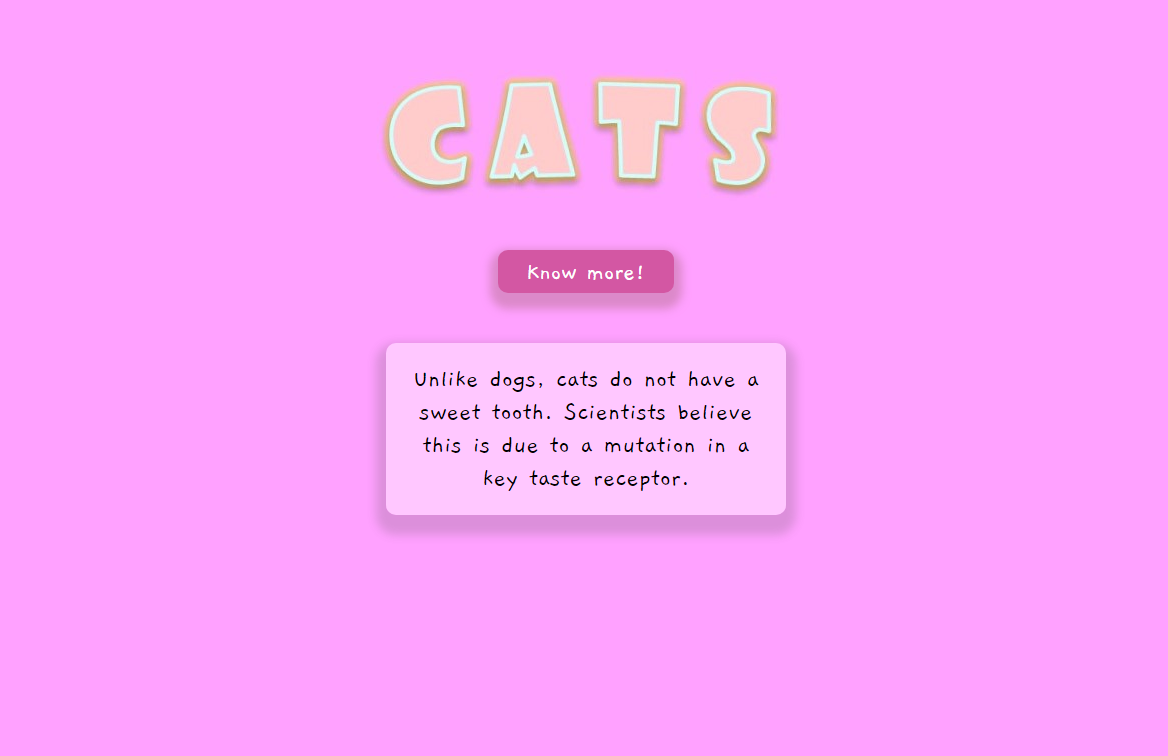 CATS
Know more!
Unlike dogs, cats do not have a
sweet tooth. Scientists believe
this is due to a mutation in a
key taste receptor.